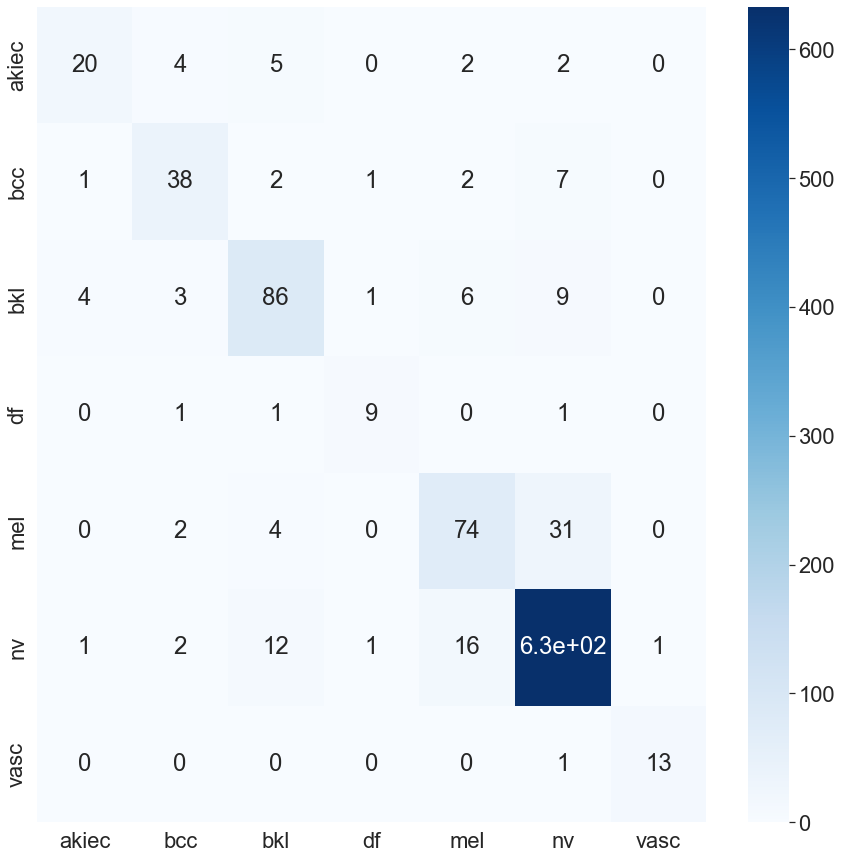 akiec 20 4 5 0 2 2 0
bcc 1 38 2 1 2 7 0
bkl 4 3 86 1 6 9 0
df 0 1 1 9 0 1 0
mel 0 2 4 0 74 31 0
nv 1 2 12 1 16 6.3e+02 1
vasc 0 0 0 0 0 1 13
akiec bcc bkl df mel nv vasc
600
500
400
300
200
100
0